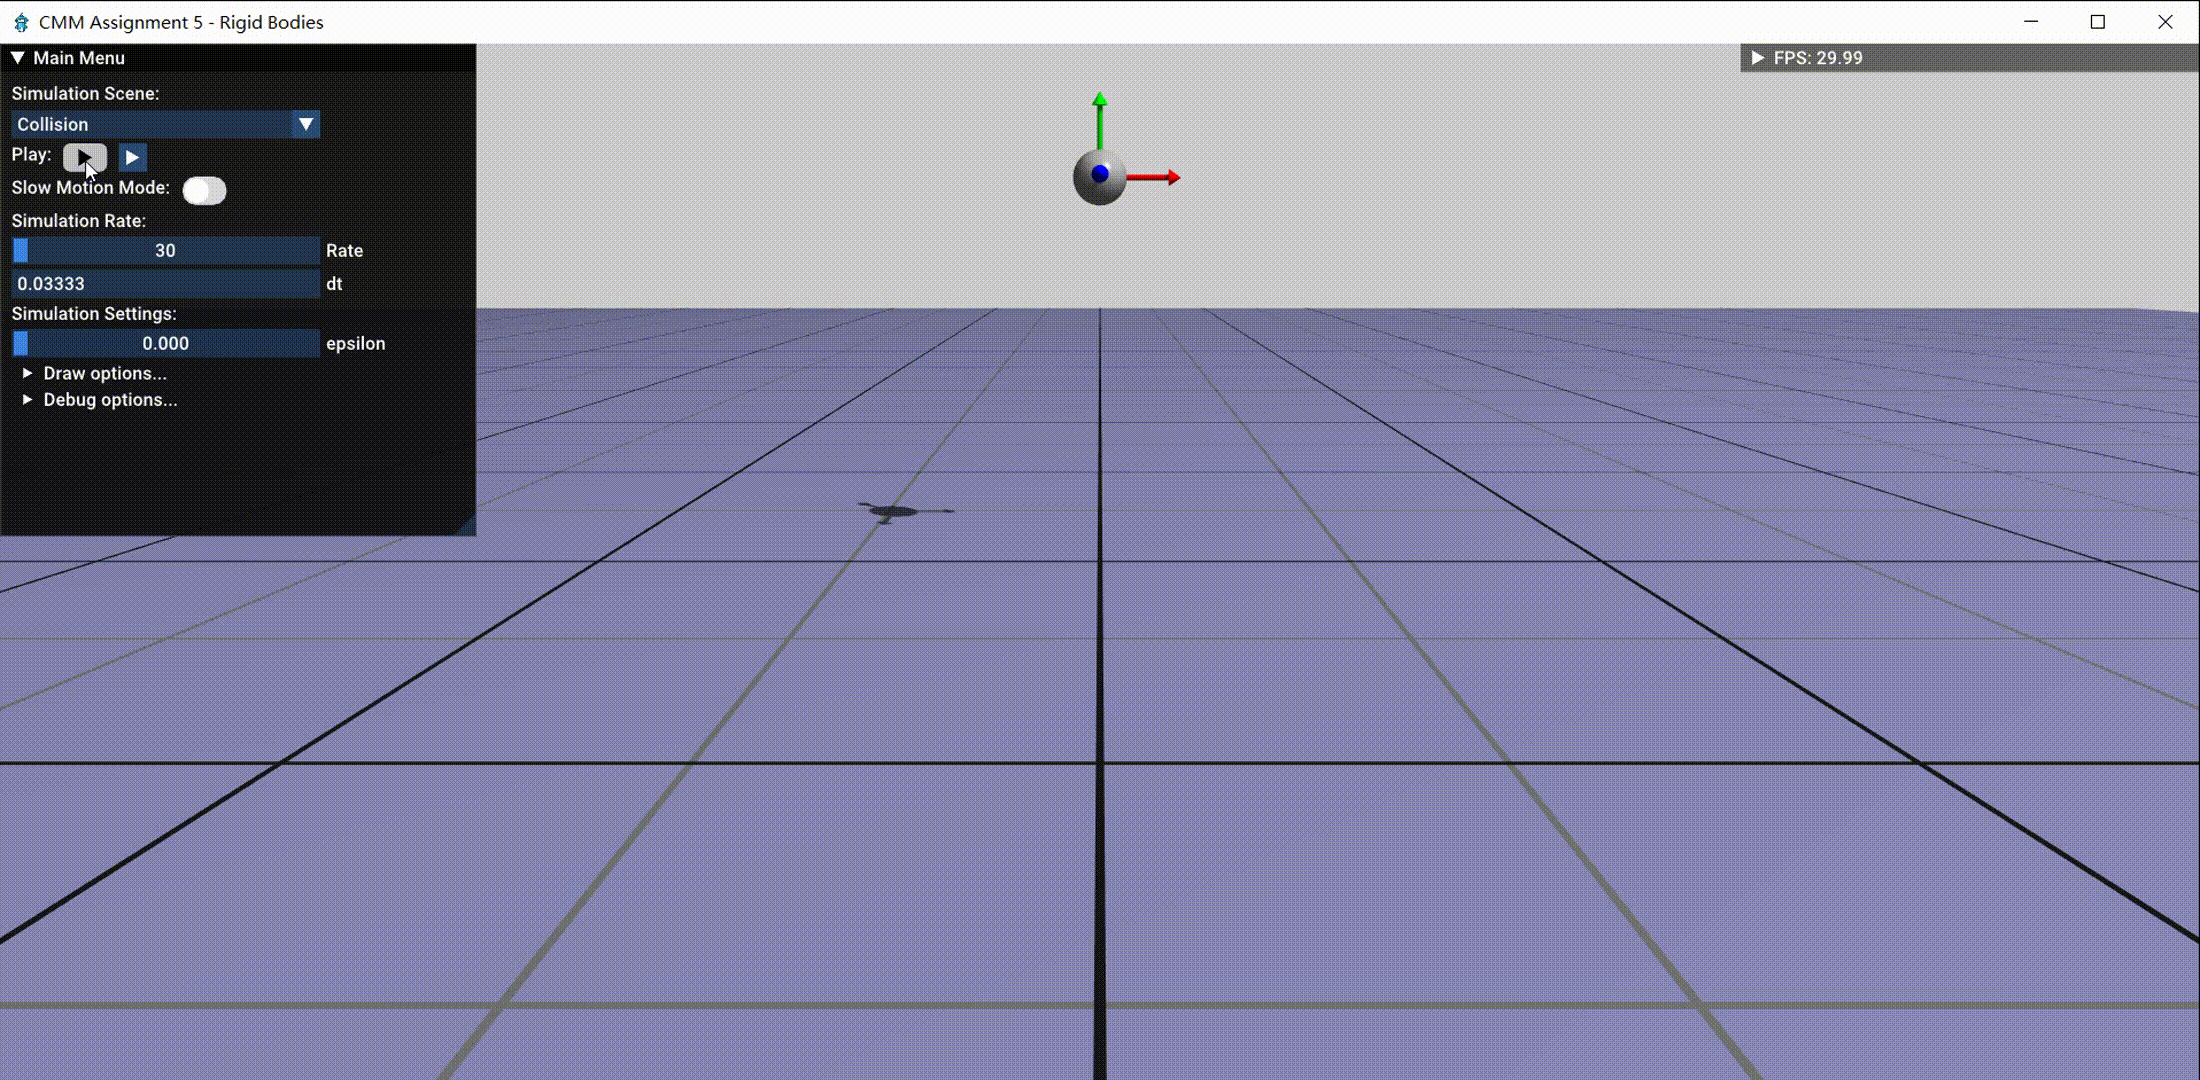 CMM Assignment 5 - Rigid Bodies
Main Menu
FPS: 29.99
Simulation Scene:
Collision
Play:
Slow Motion Mode:
Simulation Rate:
30 Rate
0.03333 dt
Simulation Settings:
0.000 epsilon
Draw options...
Debug options...